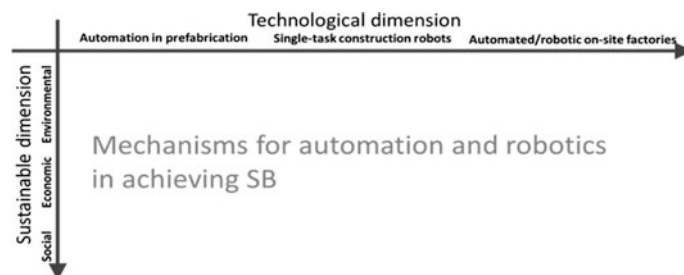 Technological dimension
Automation in prefabrication Single-task construction robots Automated/robotic on-site factories
Sustainable dimension
Environmental
Economic
Social
Mechanisms for automation and robotics
in achieving SB